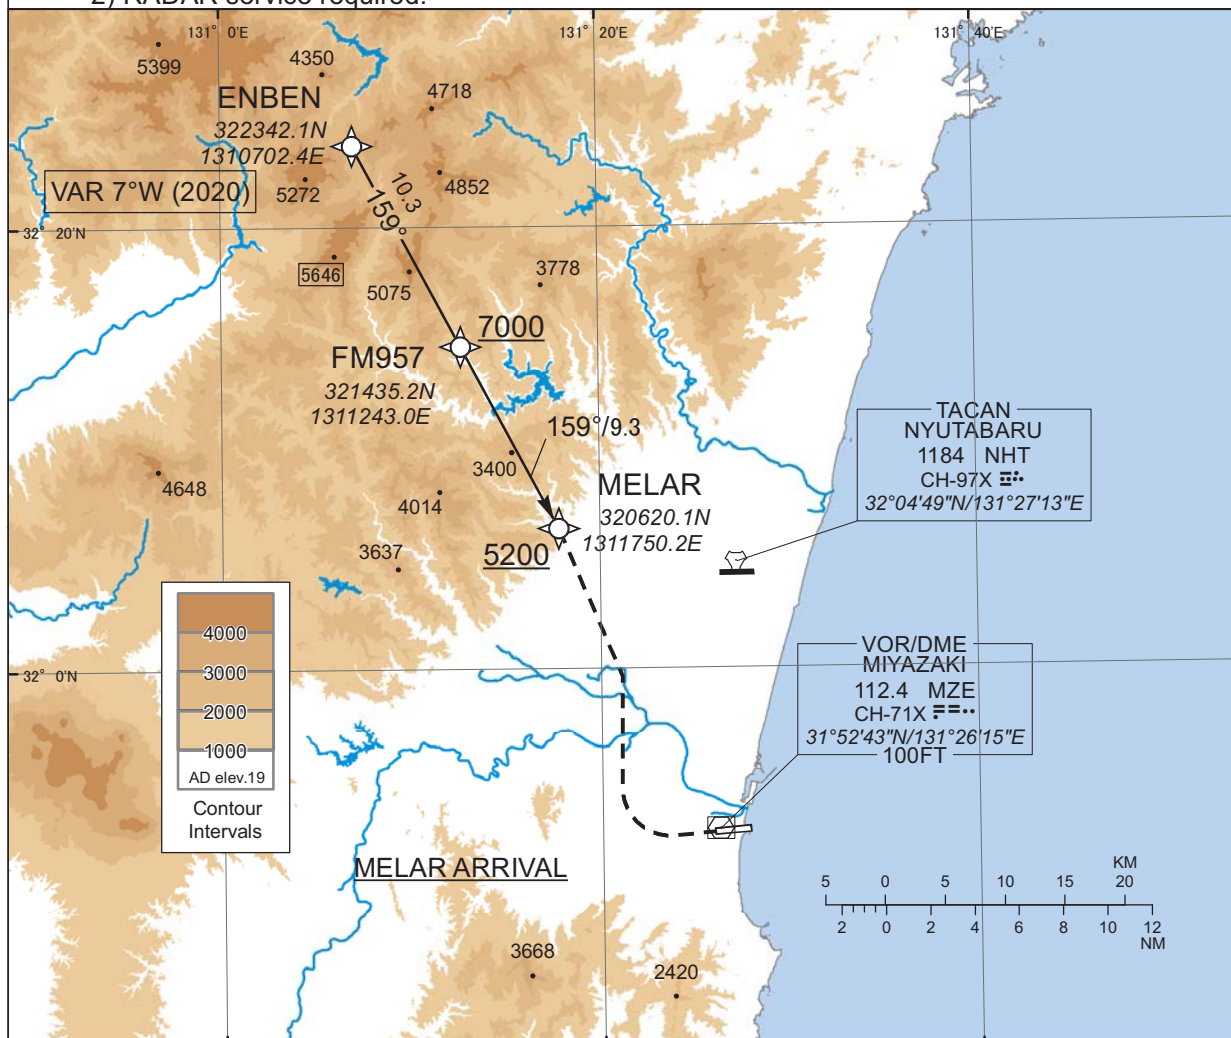 2) RADAR service required.
131° 0'E
131° 20'E
131° 40'E
5399
4350
4718
ENBEN
322342.1N
1310702.4E
VAR 7°W (2020)
5272
4852
10.3
159°
32° 20'N
5646
5075
3778
7000
FM957
321435.2N
1311243.0E
159°/9.3
3400
4648
4014
MELAR
320620.1N
1311750.2E
5200
3637
TACAN
NYUTABARU
1184 NHT
CH-97X
32°04'49"N/131°27'13"E
4000
3000
2000
1000
AD elev.19
Contour
Intervals
32° 0'N
VOR/DME
MIYAZAKI
112.4 MZE
CH-71X
31°52'43"N/131°26'15"E
100FT
MELAR ARRIVAL
KM
5 0 5 10 15 20
2 0 2 4 6 8 10 12
NM
3668
2420